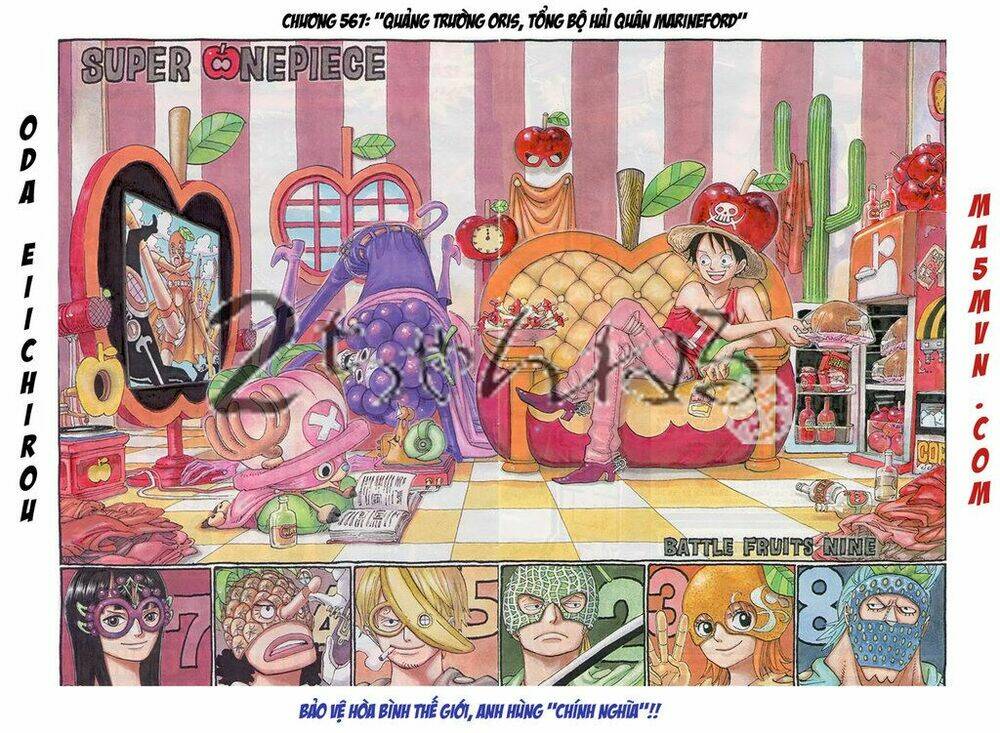 CHƯƠNG 567: "QUẢNG TRƯỜNG ORIS, TỔNG BỘ HẢI QUÂN MARINEFORD"
SUPER ONEPIECE
ODA EIICHIROU
MA5MVN.COM
BATTLE FRUITS NINE
7
4
5
2
3
8
BẢO VỆ HÒA BÌNH THẾ GIỚI, ANH HÙNG "CHÍNH NGHĨA"!!